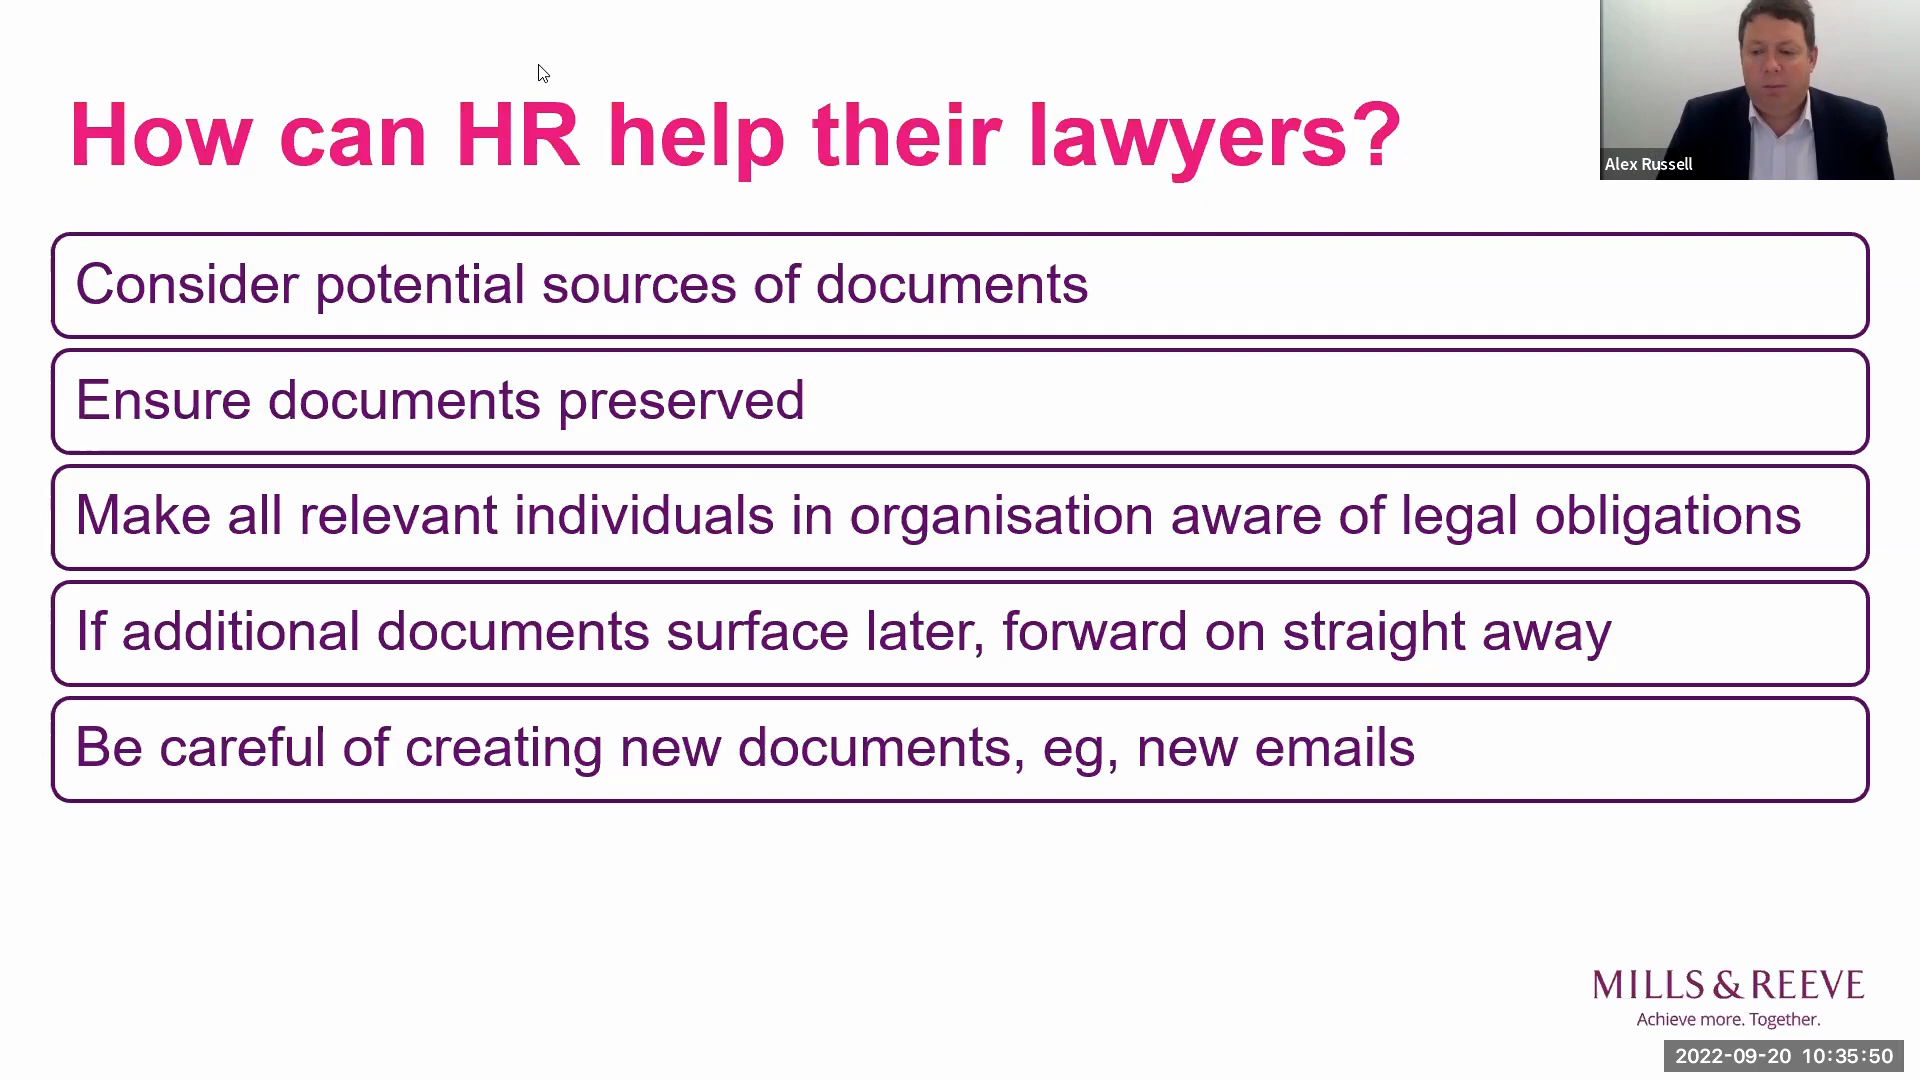 How can HR help their lawyers?
Alex Russell
Consider potential sources of documents
Ensure documents preserved
Make all relevant individuals in organisation aware of legal obligations
If additional documents surface later, forward on straight away
Be careful of creating new documents, eg, new emails
MILLS & REEVE
Achieve more. Together.
2022-09-20 10:35:50